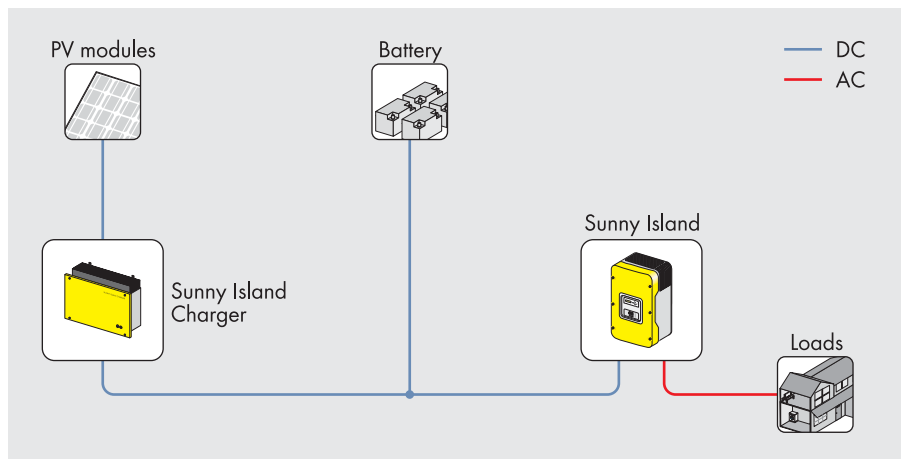 PV modules
Battery
DC
AC
Sunny Island
Charger
Sunny Island
Loads